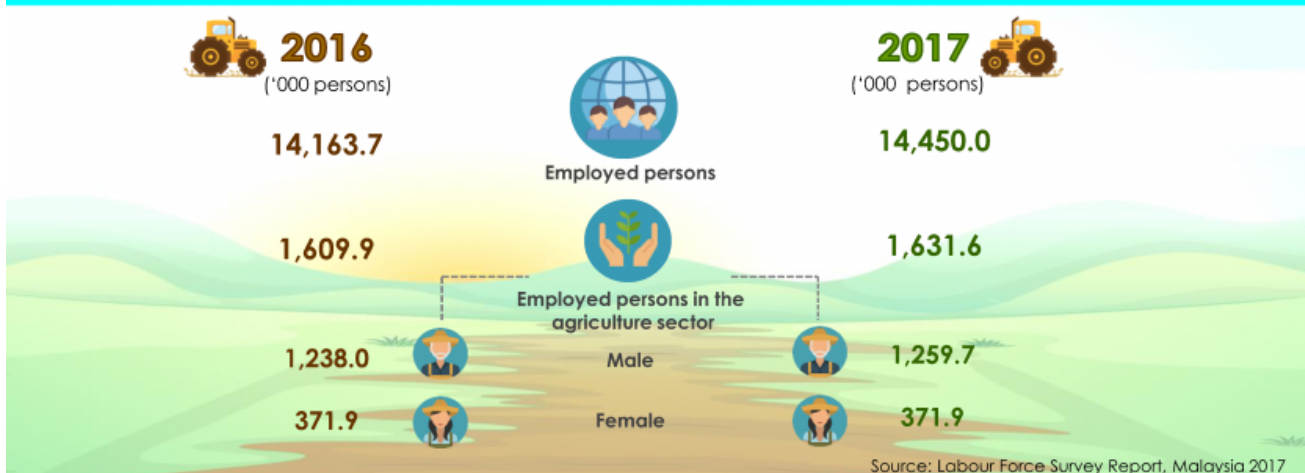 2016
2017
('000 persons)
('000 persons)
14,163.7
14,450.0
Employed persons
1,609.9
1,631.6
Employed persons in the
agriculture sector
1,238.0
Male
1,259.7
371.9
Female
371.9
Source: Labour Force Survey Report, Malaysia 2017